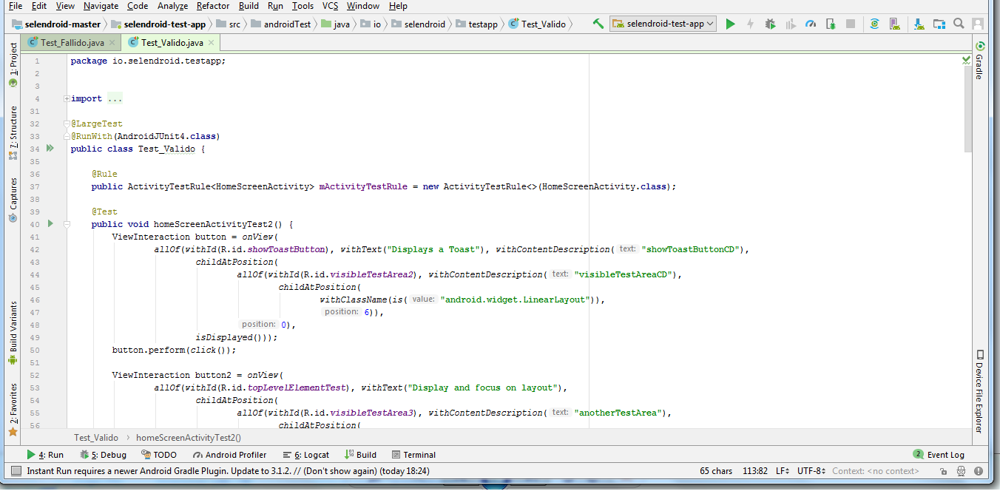 File Edit View Navigate Code Analyze Refactor Build Run Tools VCS Window Help
selendroid-master selendroid-test-app src androidTest java io selendroid testapp Test_Valido selendroid-test-app
Test_Fallido.java Test_Valido.java
1: Project
7: Structure
Captures
Build Variants
2: Favorites
1 package io.selendroid.testapp;
2
3
4 import ...
31
32 @LargeTest
33 @RunWith(AndroidJUnit4.class)
34 public class Test_Valido {
35
36 @Rule
37 public ActivityTestRule<HomeScreenActivity> mActivityTestRule = new ActivityTestRule<>(HomeScreenActivity.class);
38
39 @Test
40 public void homeScreenActivityTest2() {
41 ViewInteraction button = onView(
42 allOf(withId(R.id.showToastButton), withText("Displays a Toast"), withContentDescription( text: "showToastButtonCD"),
43 childAtPosition(
44 allOf(withId(R.id.visibleTestArea2), withContentDescription( text: "visibleTestAreaCD"),
45 childAtPosition(
46 withClassName(is( value: "android.widget.LinearLayout")),
47 position: 6)),
48 position: 0),
49 isDisplayed()));
50 button.perform(click());
51
52 ViewInteraction button2 = onView(
53 allOf(withId(R.id.topLevelElementTest), withText("Display and focus on layout"),
54 childAtPosition(
55 allOf(withId(R.id.visibleTestArea3), withContentDescription( text: "anotherTestArea"),
56 childAtPosition(
Gradle
Device File Explorer
Test_Valido > homeScreenActivityTest2()
4: Run 5: Debug TODO Android Profiler 6: Logcat Build Terminal 2 Event Log
Instant Run requires a newer Android Gradle Plugin. Update to 3.1.2. // (Don't show again) (today 18:24) 65 chars 113:82 LF UTF-8 Context: <no context>